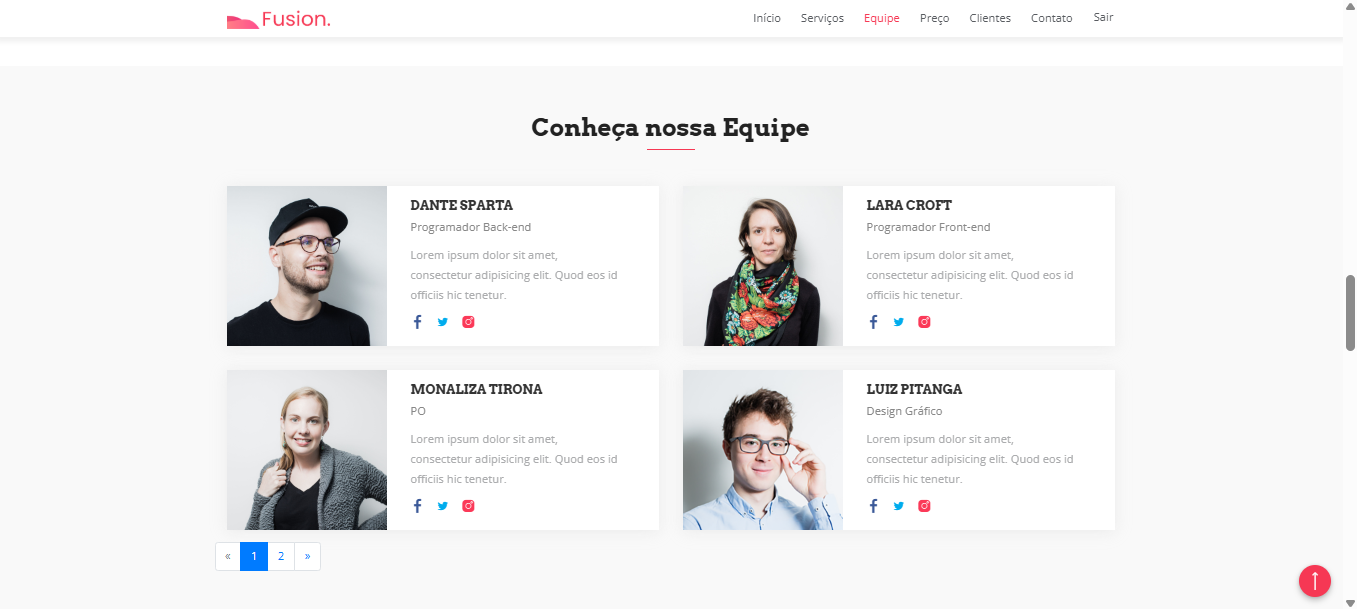 Fusion.
Início Serviços Equipe Preço Clientes Contato Sair
Conheça nossa Equipe
DANTE SPARTA
Programador Back-end
Lorem ipsum dolor sit amet,
consectetur adipisicing elit. Quod eos id
officiis hic tenetur.
LARA CROFT
Programador Front-end
Lorem ipsum dolor sit amet,
consectetur adipisicing elit. Quod eos id
officiis hic tenetur.
MONALIZA TIRONA
PO
Lorem ipsum dolor sit amet,
consectetur adipisicing elit. Quod eos id
officiis hic tenetur.
LUIZ PITANGA
Design Gráfico
Lorem ipsum dolor sit amet,
consectetur adipisicing elit. Quod eos id
officiis hic tenetur.
« 1 2 »